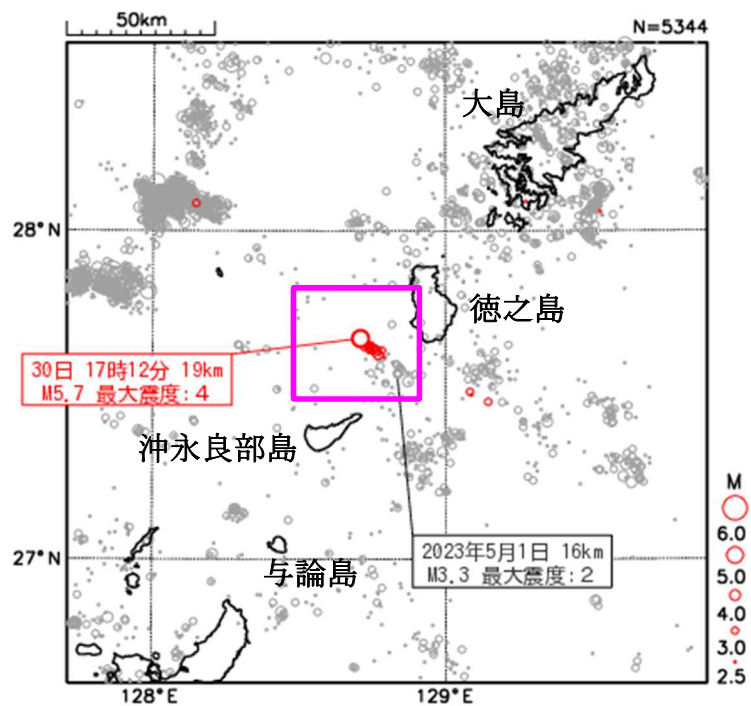 50km
N=5344
大島
28°N
徳之島
30日 17時12分 19km
M5.7 最大震度:4
沖永良部島
M
6.0
5.0
4.0
3.0
2.5
2023年5月1日 16km
M3.3 最大震度:2
27°N
与論島
128°E
129°E